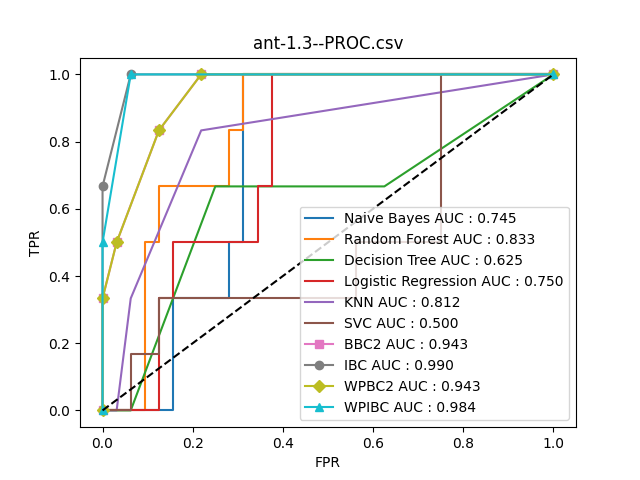 ant-1.3--PROC.csv
1.0
0.8
0.6
0.4
0.2
0.0
TPR
Naive Bayes AUC : 0.745
Random Forest AUC : 0.833
Decision Tree AUC : 0.625
Logistic Regression AUC : 0.750
KNN AUC : 0.812
SVC AUC : 0.500
BBC2 AUC : 0.943
IBC AUC : 0.990
WPBC2 AUC : 0.943
WPIBC AUC : 0.984
0.0 0.2 0.4 0.6 0.8 1.0
FPR